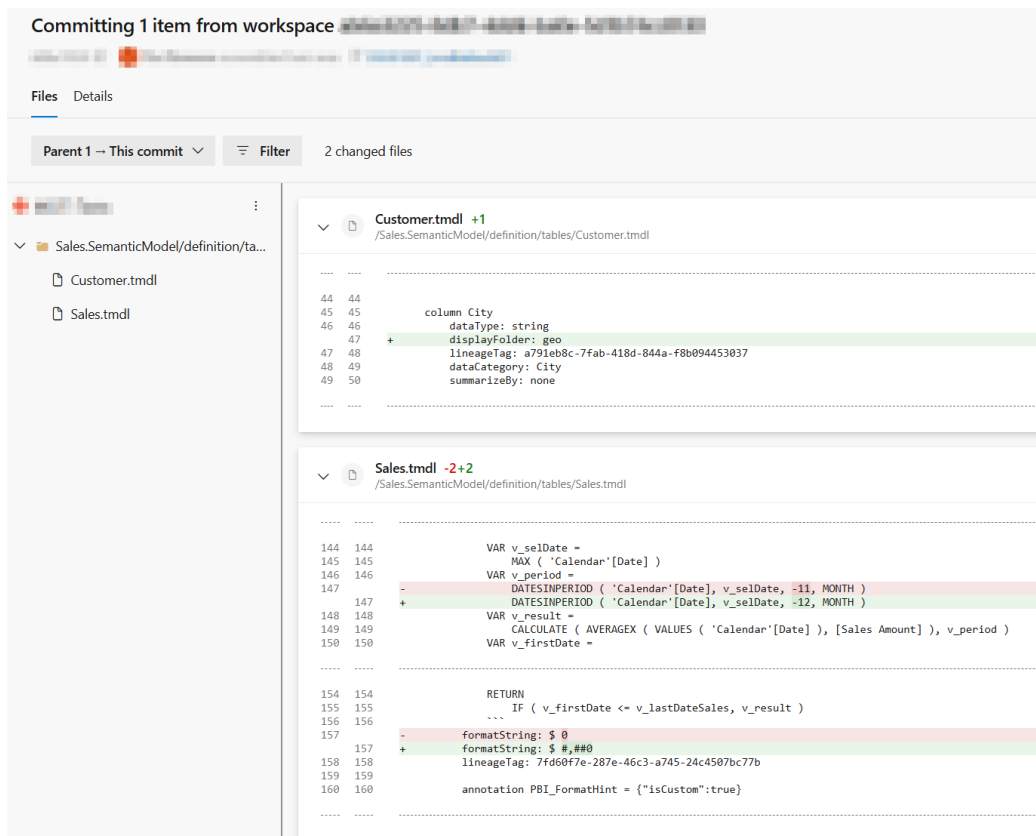 Committing 1 item from workspace
Files Details
Parent 1 → This commit Filter 2 changed files
Sales.SemanticModel/definition/ta...
Customer.tmdl
Sales.tmdl
Customer.tmdl +1
/Sales.SemanticModel/definition/tables/Customer.tmdl
44 44
45 45 column City
46 46 dataType: string
47 + displayFolder: geo
47 48 lineageTag: a791eb8c-7fab-418d-844a-f8b094453037
48 49 dataCategory: City
49 50 summarizeBy: none
Sales.tmdl -2+2
/Sales.SemanticModel/definition/tables/Sales.tmdl
144 144 VAR v_selDate =
145 145 MAX ( 'Calendar'[Date] )
146 146 VAR v_period =
147 - DATESINPERIOD ( 'Calendar'[Date], v_selDate, -11, MONTH )
147 + DATESINPERIOD ( 'Calendar'[Date], v_selDate, -12, MONTH )
148 148 VAR v_result =
149 149 CALCULATE ( AVERAGEX ( VALUES ( 'Calendar'[Date] ), [Sales Amount] ), v_period )
150 150 VAR v_firstDate =
154 154 RETURN
155 155 IF ( v_firstDate <= v_lastDateSales, v_result )
156 156 ```
157 - formatString: $ 0
157 + formatString: $ #,##0
158 158 lineageTag: 7fd60f7e-287e-46c3-a745-24c4507bc77b
159 159
160 160 annotation PBI_FormatHint = {"isCustom":true}